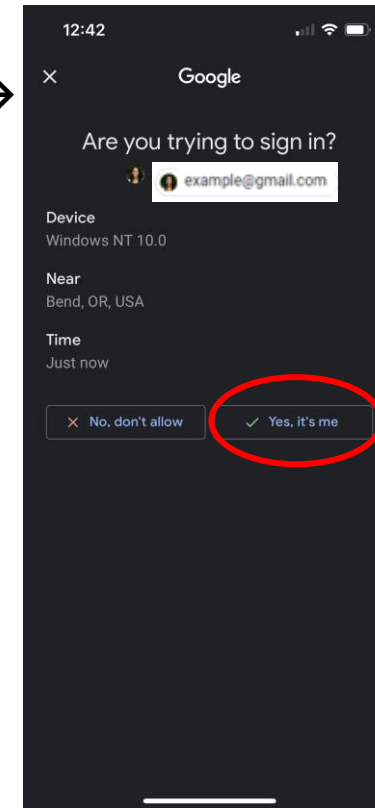 12:42
Google
Are you trying to sign in?
example@gmail.com
Device
Windows NT 10.0
Near
Bend, OR, USA
Time
Just now
No, don't allow
Yes, it's me